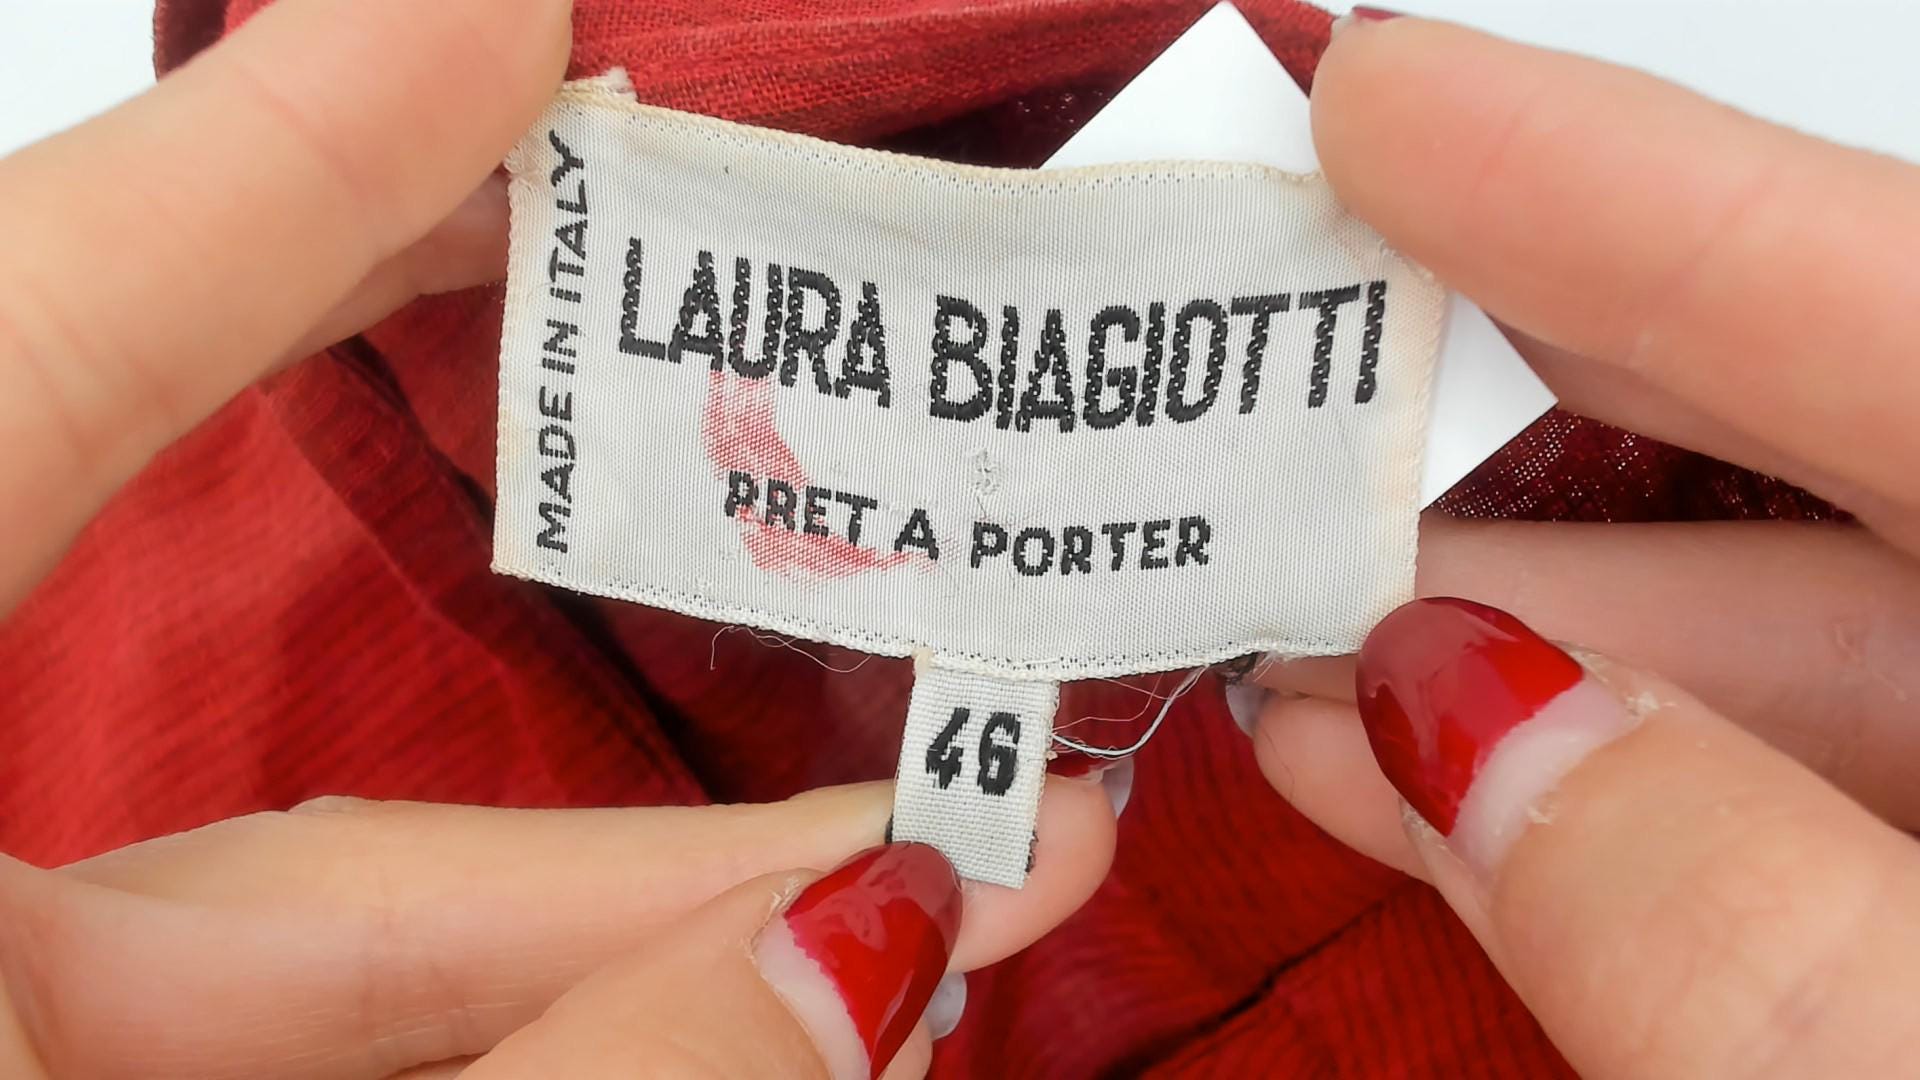 MADE IN ITALY
LAURA BIAGIOTTI
PRET A PORTER
46